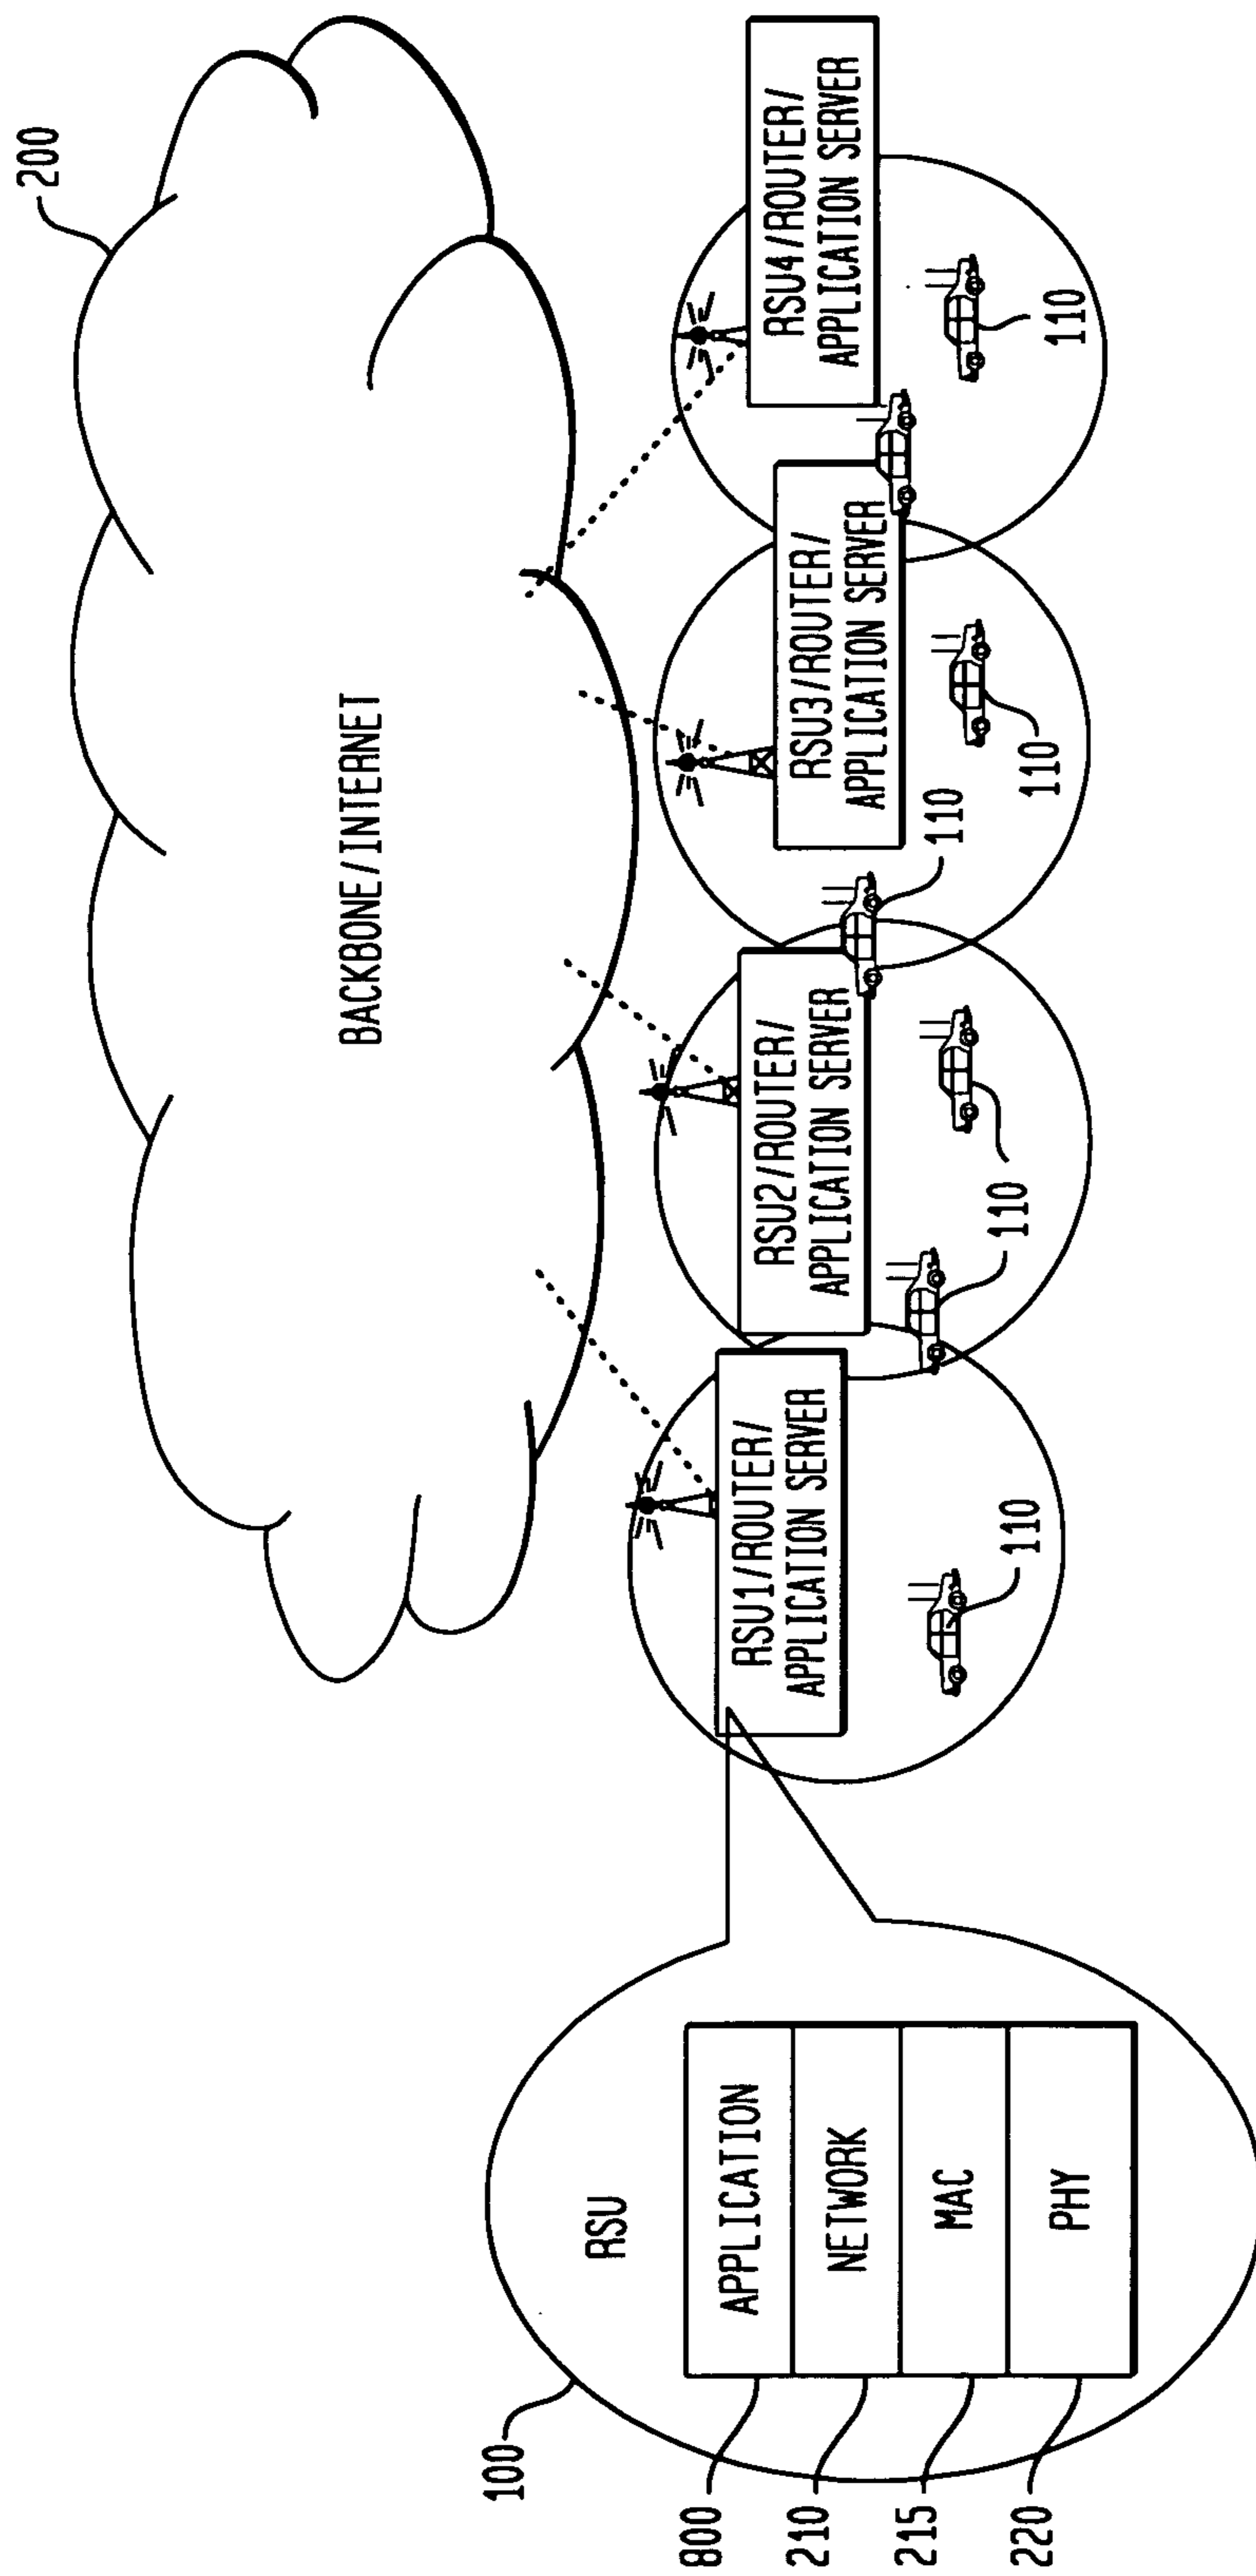 200
BACKBONE/INTERNET
RSU1/ROUTER/
APPLICATION SERVER
RSU2/ROUTER/
APPLICATION SERVER
RSU3/ROUTER/
APPLICATION SERVER
RSU4/ROUTER/
APPLICATION SERVER
110
110
110
110
110
110
100
RSU
800
APPLICATION
210
NETWORK
215
MAC
220
PHY